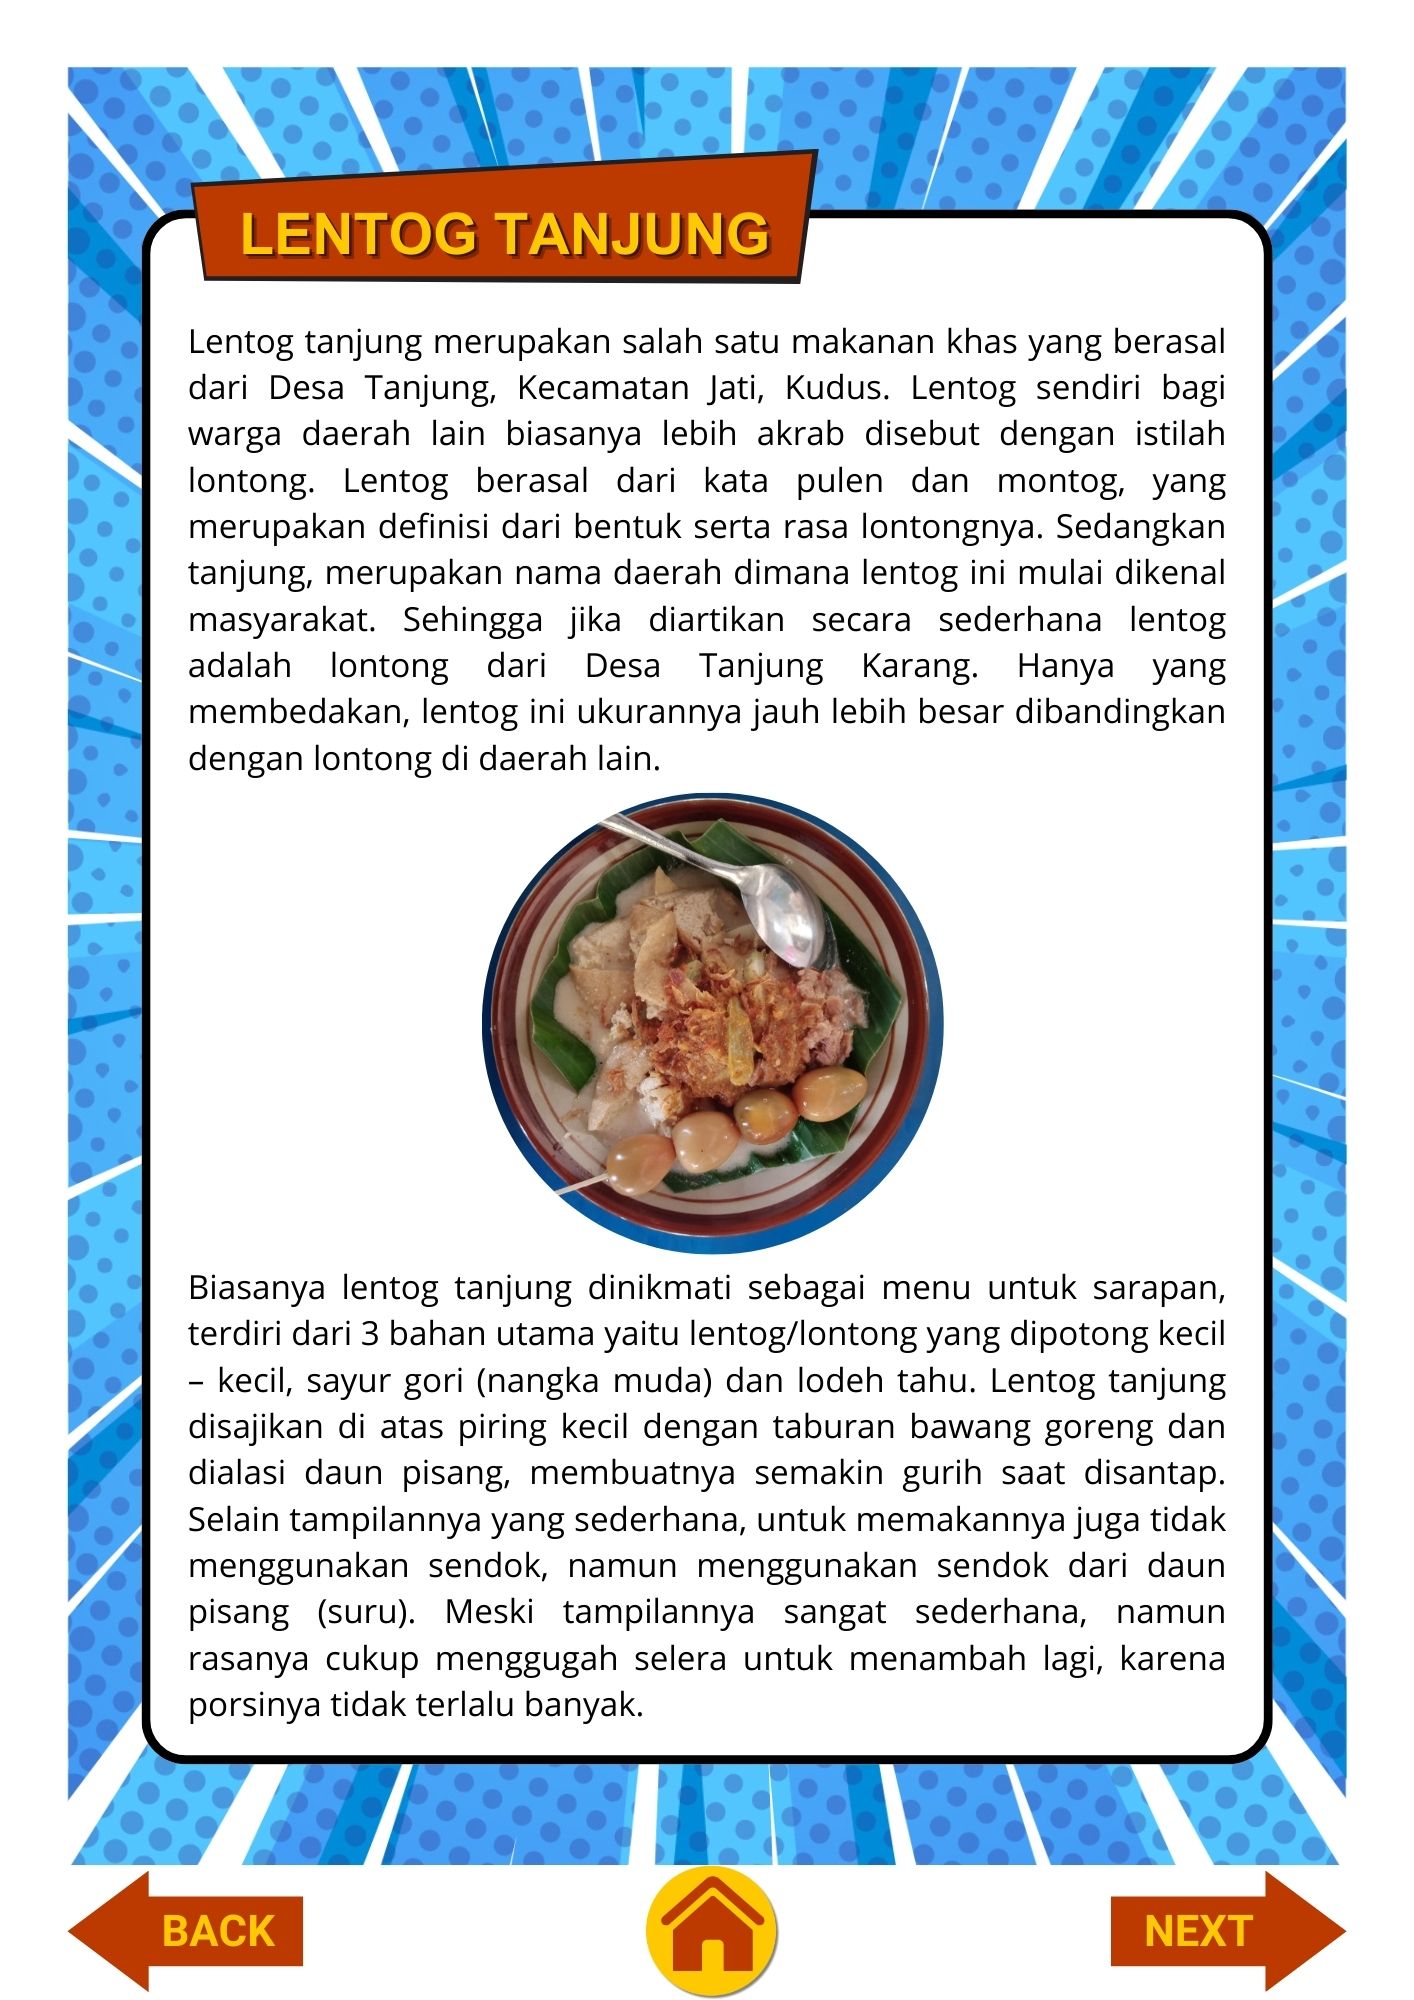 LENTOG TANJUNG
Lentog tanjung merupakan salah satu makanan khas yang berasal
dari Desa Tanjung, Kecamatan Jati, Kudus. Lentog sendiri bagi
warga daerah lain biasanya lebih akrab disebut dengan istilah
lontong. Lentog berasal dari kata pulen dan montog, yang
merupakan definisi dari bentuk serta rasa lontongnya. Sedangkan
tanjung, merupakan nama daerah dimana lentog ini mulai dikenal
masyarakat. Sehingga jika diartikan secara sederhana lentog
adalah lontong dari Desa Tanjung Karang. Hanya yang
membedakan, lentog ini ukurannya jauh lebih besar dibandingkan
dengan lontong di daerah lain.
Biasanya lentog tanjung dinikmati sebagai menu untuk sarapan,
terdiri dari 3 bahan utama yaitu lentog/lontong yang dipotong kecil
– kecil, sayur gori (nangka muda) dan lodeh tahu. Lentog tanjung
disajikan di atas piring kecil dengan taburan bawang goreng dan
dialasi daun pisang, membuatnya semakin gurih saat disantap.
Selain tampilannya yang sederhana, untuk memakannya juga tidak
menggunakan sendok, namun menggunakan sendok dari daun
pisang (suru). Meski tampilannya sangat sederhana, namun
rasanya cukup menggugah selera untuk menambah lagi, karena
porsinya tidak terlalu banyak.
BACK
NEXT